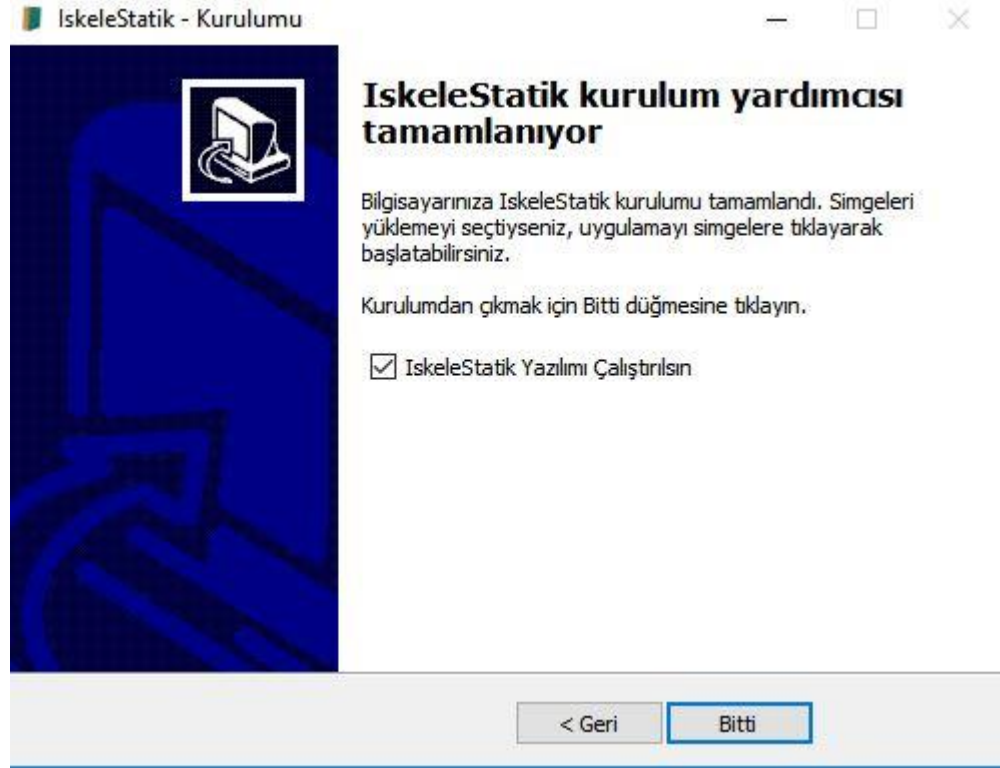 IskeleStatik - Kurulumu
IskeleStatik kurulum yardımcısı
tamamlanıyor
Bilgisayarınıza IskeleStatik kurulumu tamamlandı. Simgeleri
yüklemeyi seçtiyseniz, uygulamayı simgelere tıklayarak
başlatabilirsiniz.
Kurulumdan çıkmak için Bitti düğmesine tıklayın.
IskeleStatik Yazılımı Çalıştırılsın
< Geri
Bitti